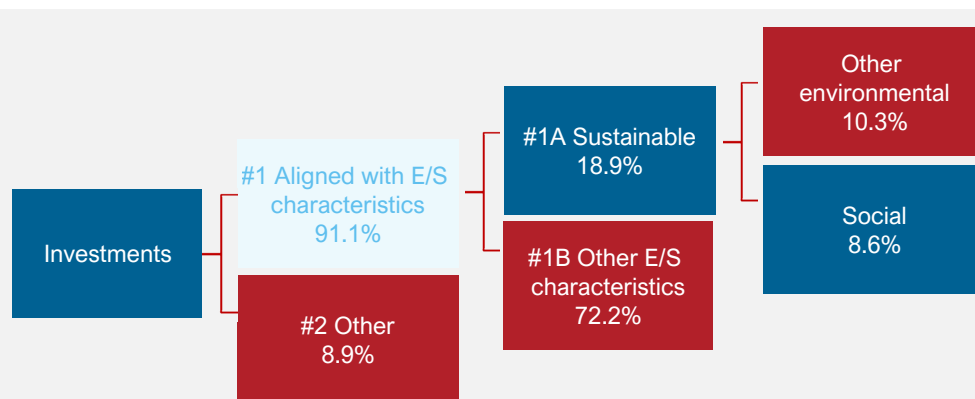 Investments
#1 Aligned with E/S
characteristics
91.1%
#2 Other
8.9%
#1A Sustainable
18.9%
#1B Other E/S
characteristics
72.2%
Other
environmental
10.3%
Social
8.6%